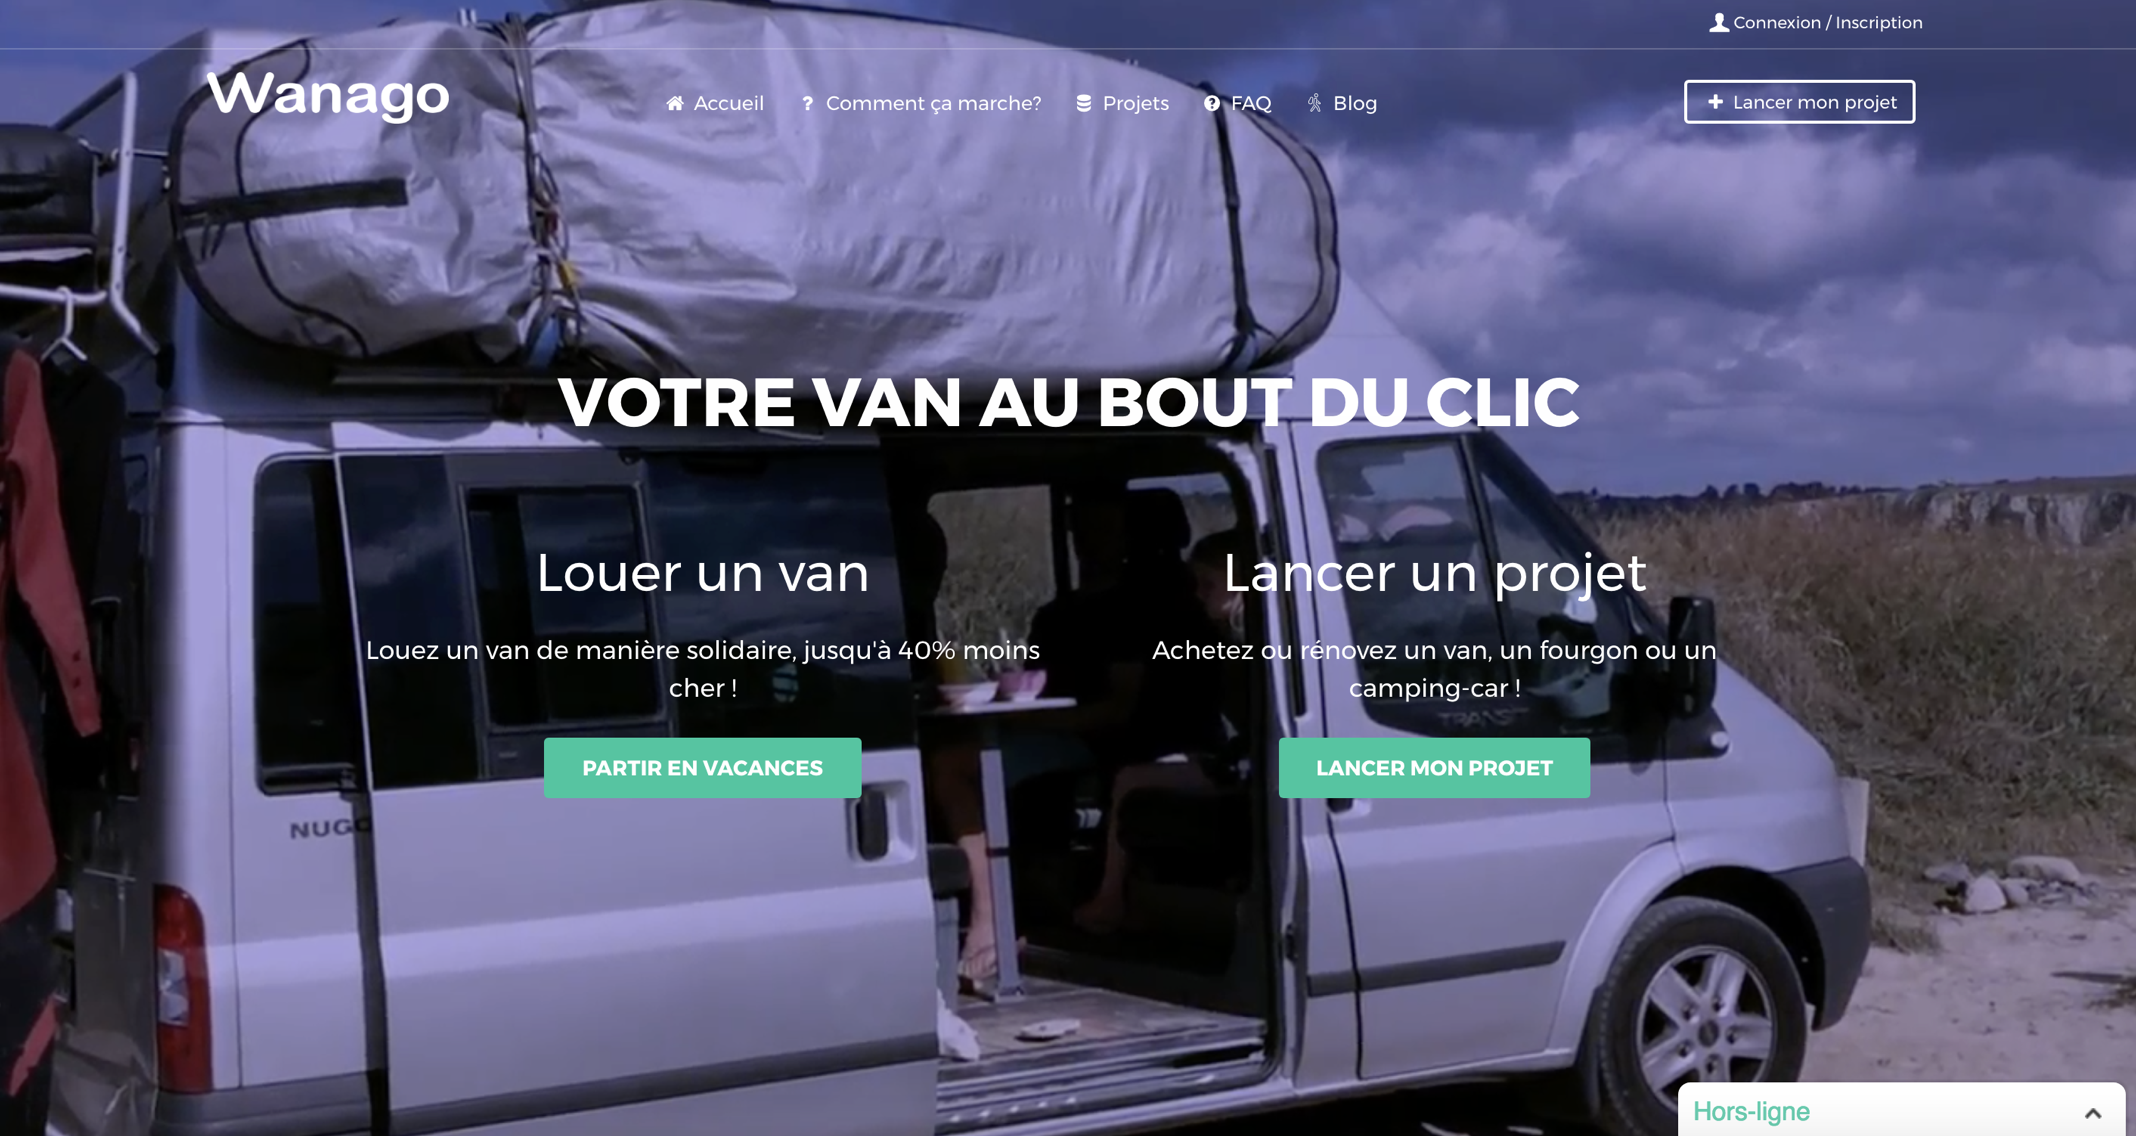 Connexion / Inscription
Wanago
Accueil
Comment ça marche?
Projets
FAQ
Blog
Lancer mon projet
VOTRE VAN AU BOUT DU CLIC
Louer un van
Louez un van de manière solidaire, jusqu'à 40% moins
cher !
PARTIR EN VACANCES
Lancer un projet
Achetez ou rénovez un van, un fourgon ou un
camping-car !
LANCER MON PROJET
TRANSIT
NUGO
Hors-ligne